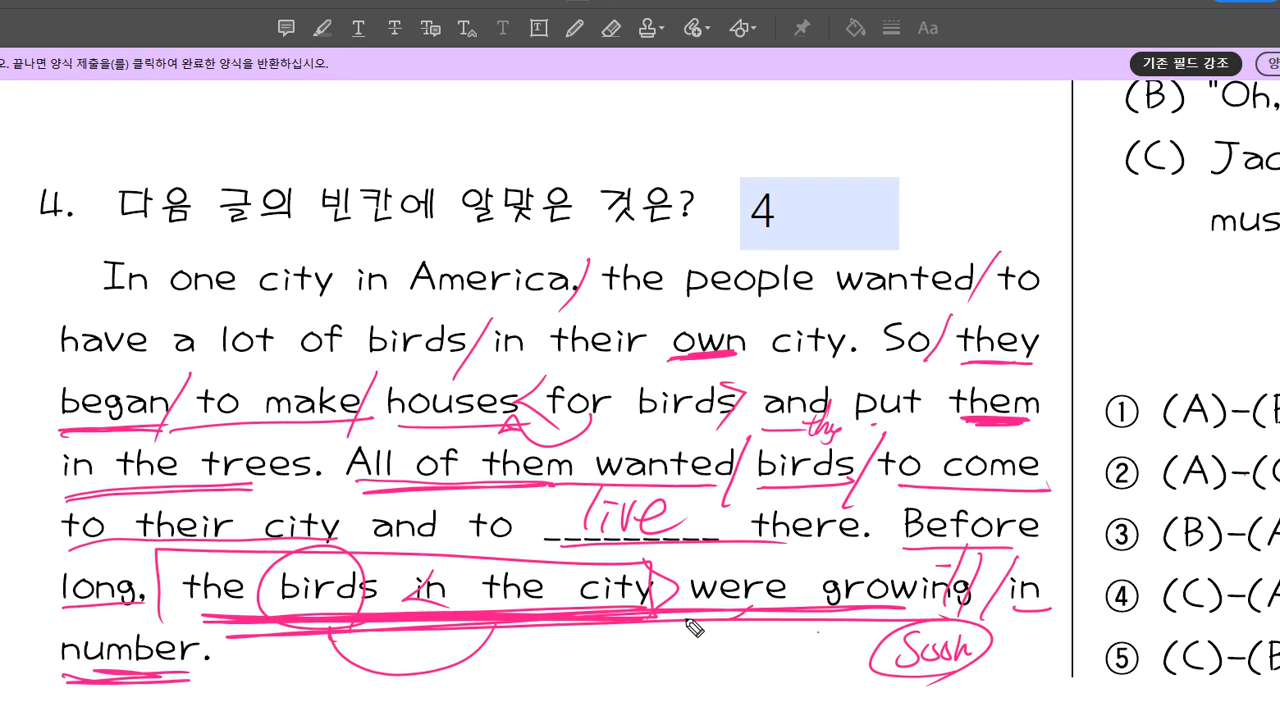 오. 끝나면 양식 제출을(를) 클릭하여 완료한 양식을 반환하십시오.
기존 필드 강조
양
Aa
4. 다음 글의 빈칸에 알맞은 것은? 4
In one city in America, the people wanted to
have a lot of birds in their own city. So they
began to make houses for birds and put them
they
in the trees. All of them wanted birds to come
to their city and to live _________ there. Before
long, the birds in the city were growing in
number.
Soon
(B) "Oh,
(C) Jac
mus
① (A)-(B
② (A)-(C
③ (B)-(A
④ (C)-(A
⑤ (C)-(B